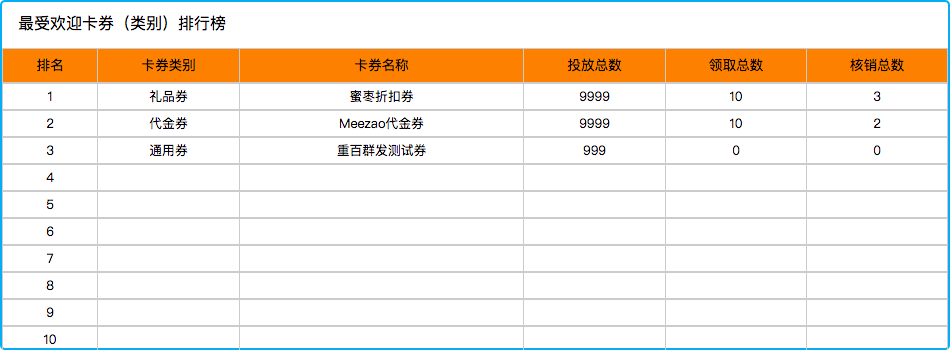 最受欢迎卡券（类别）排行榜
排名 卡券类别 卡券名称 投放总数 领取总数 核销总数
1 礼品券 蜜枣折扣券 9999 10 3
2 代金券 Meezao代金券 9999 10 2
3 通用券 重百群发测试券 999 0 0
4
5
6
7
8
9
10